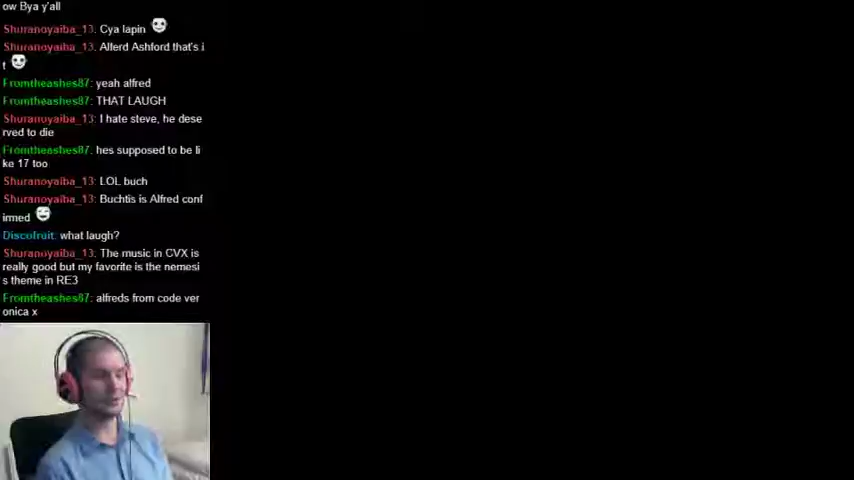 ow Bya y'all
Shuranoyaiba_13: Cya lapin
Shuranoyaiba_13: Alferd Ashford that's i
t
Fromtheashes87: yeah alfred
Fromtheashes87: THAT LAUGH
Shuranoyaiba_13: I hate steve, he dese
rved to die
Fromtheashes87: hes supposed to be li
ke 17 too
Shuranoyaiba_13: LOL buch
Shuranoyaiba_13: Buchtis is Alfred conf
irmed
Discofruit: what laugh?
Shuranoyaiba_13: The music in CVX is
really good but my favorite is the nemesi
s theme in RE3
Fromtheashes87: alfreds from code ver
onica x